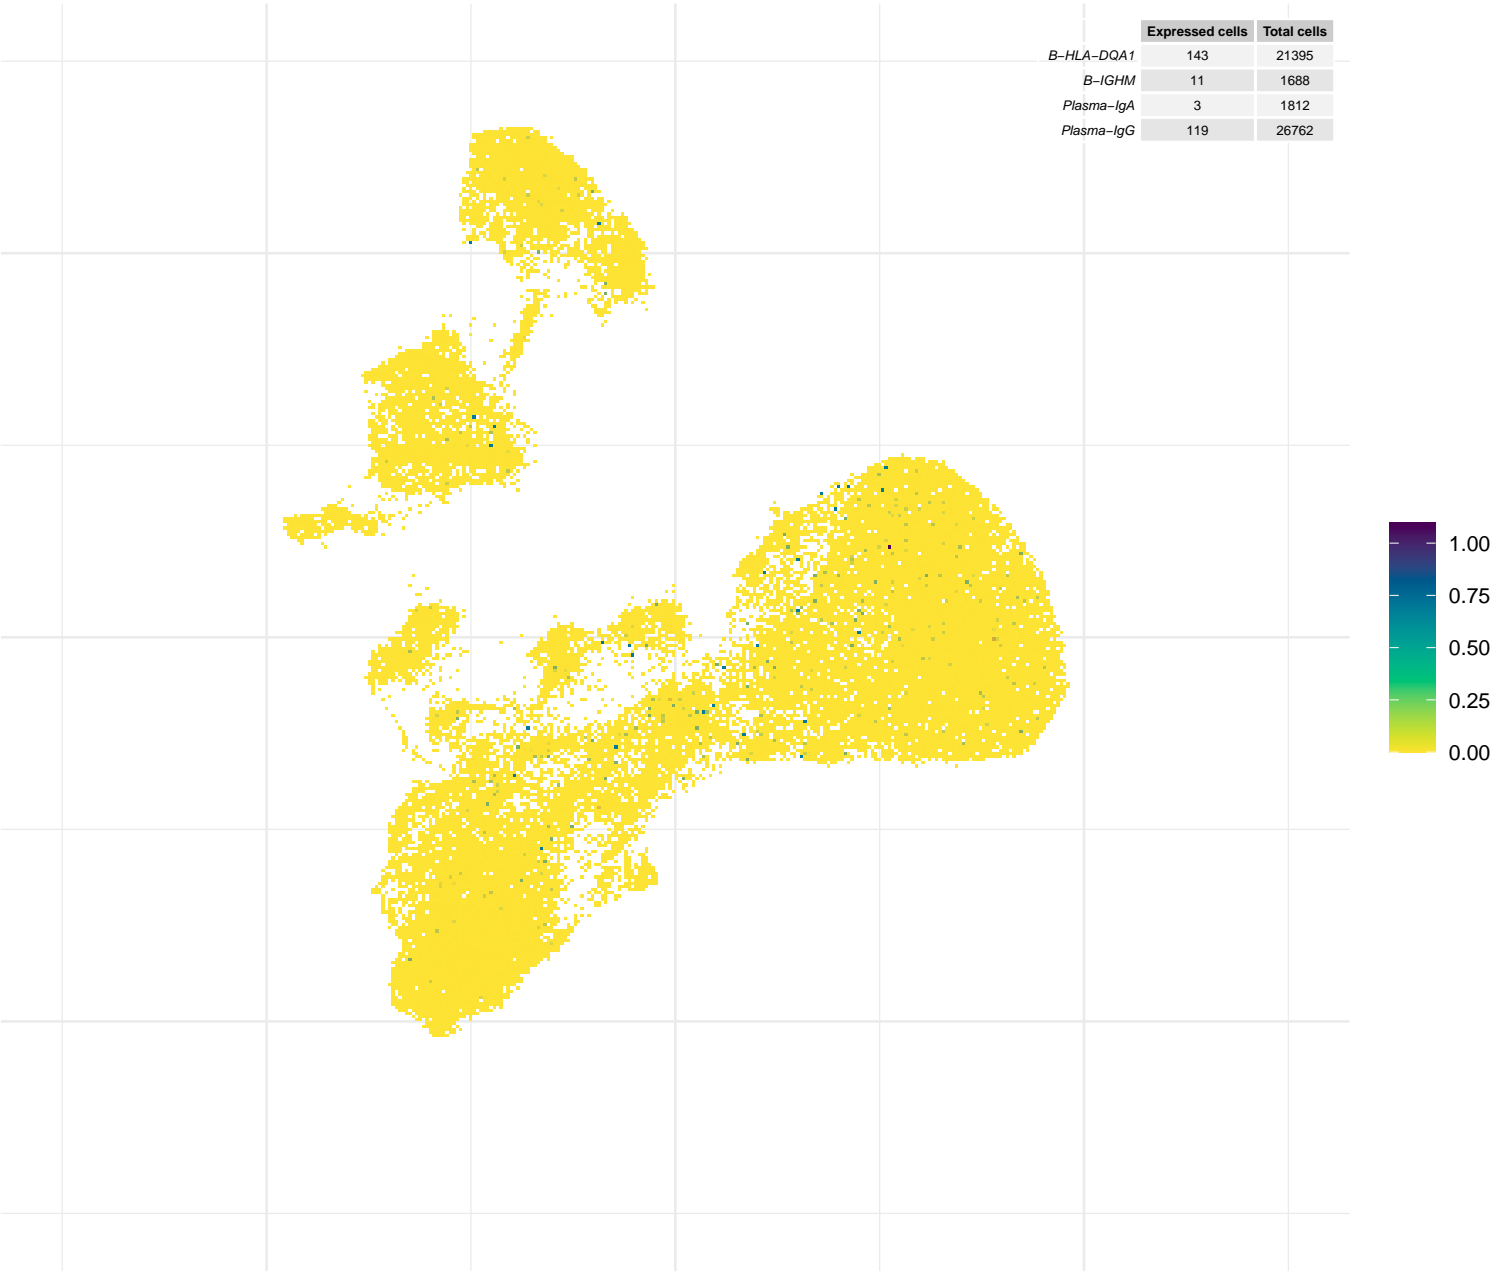 Expressed cells Total cells
B−HLA−DQA1 143 21395
B−IGHM 11 1688
Plasma−IgA 3 1812
Plasma−IgG 119 26762
1.00
0.75
0.50
0.25
0.00